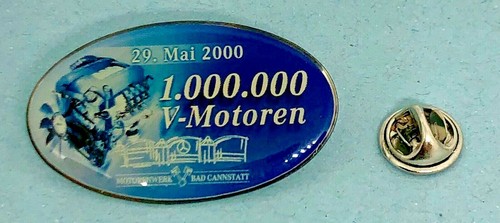 29. Mai 2000
1.000.000
V-Motoren
MOTORENWERK BAD CANNSTATT